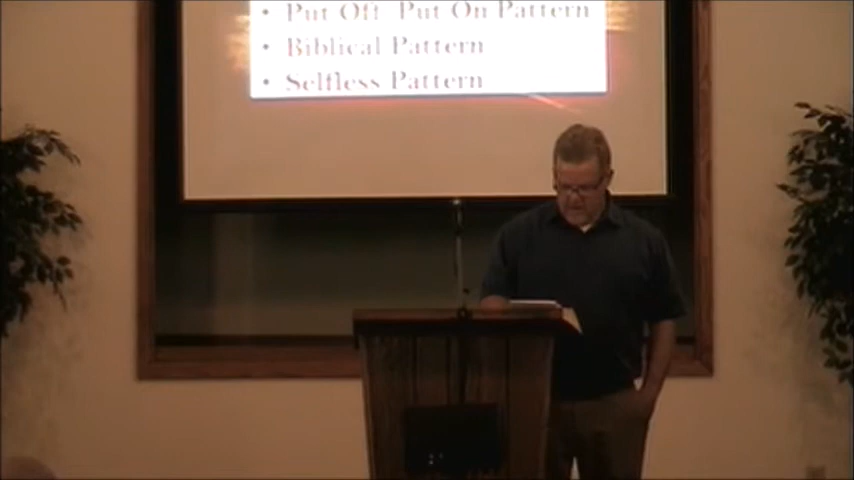 • Put Off Put On Pattern
• Biblical Pattern
• Selfless Pattern